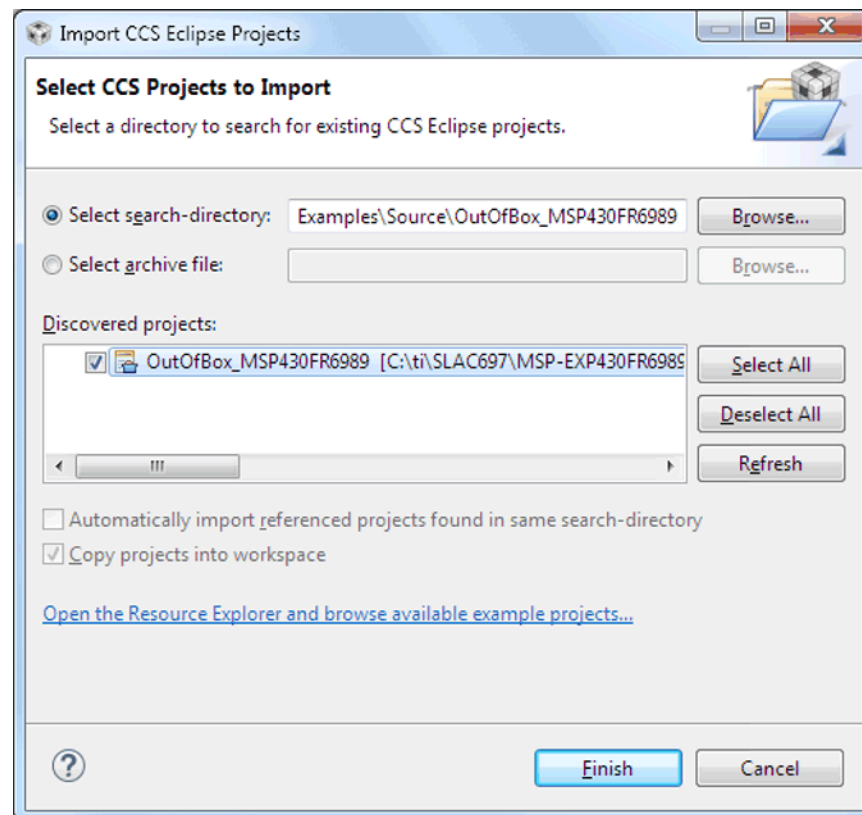 Import CCS Eclipse Projects
Select CCS Projects to Import
Select a directory to search for existing CCS Eclipse projects.
Select search-directory: Examples\Source\OutOfBox_MSP430FR6989 Browse...
Select archive file: Browse...
Discovered projects:
OutOfBox_MSP430FR6989 [C:\ti\SLAC697\MSP-EXP430FR6989
Select All
Deselect All
Refresh
Automatically import referenced projects found in same search-directory
Copy projects into workspace
Open the Resource Explorer and browse available example projects...
? Finish Cancel